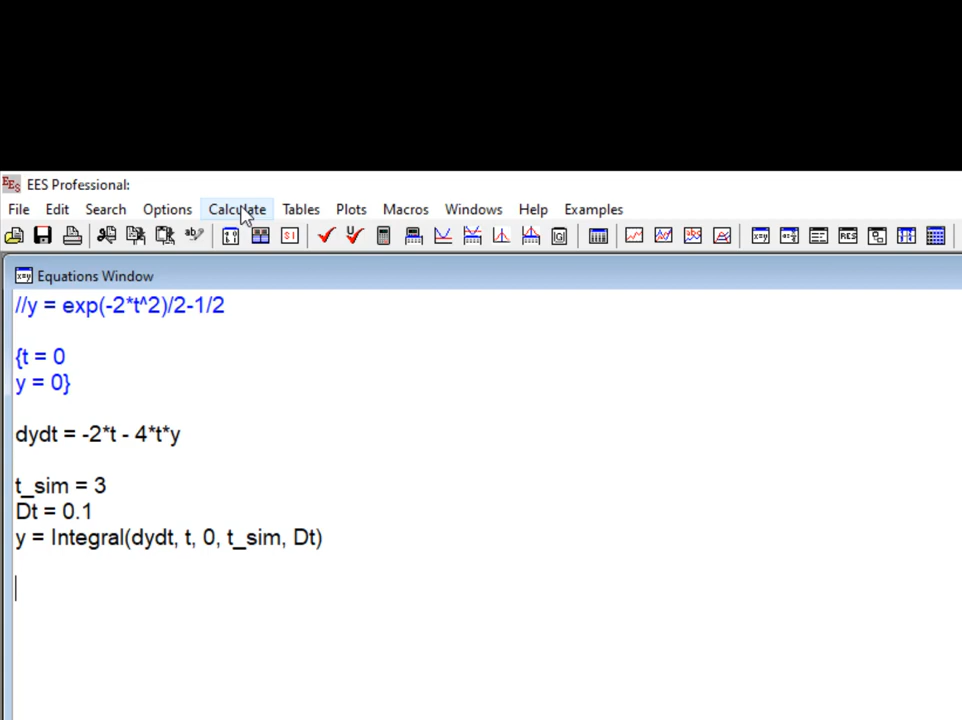 EES EES Professional:
File Edit Search Options Calculate Tables Plots Macros Windows Help Examples
Equations Window
//y = exp(-2*t^2)/2-1/2
{t = 0
y = 0}
dydt = -2*t - 4*t*y
t_sim = 3
Dt = 0.1
y = Integral(dydt, t, 0, t_sim, Dt)